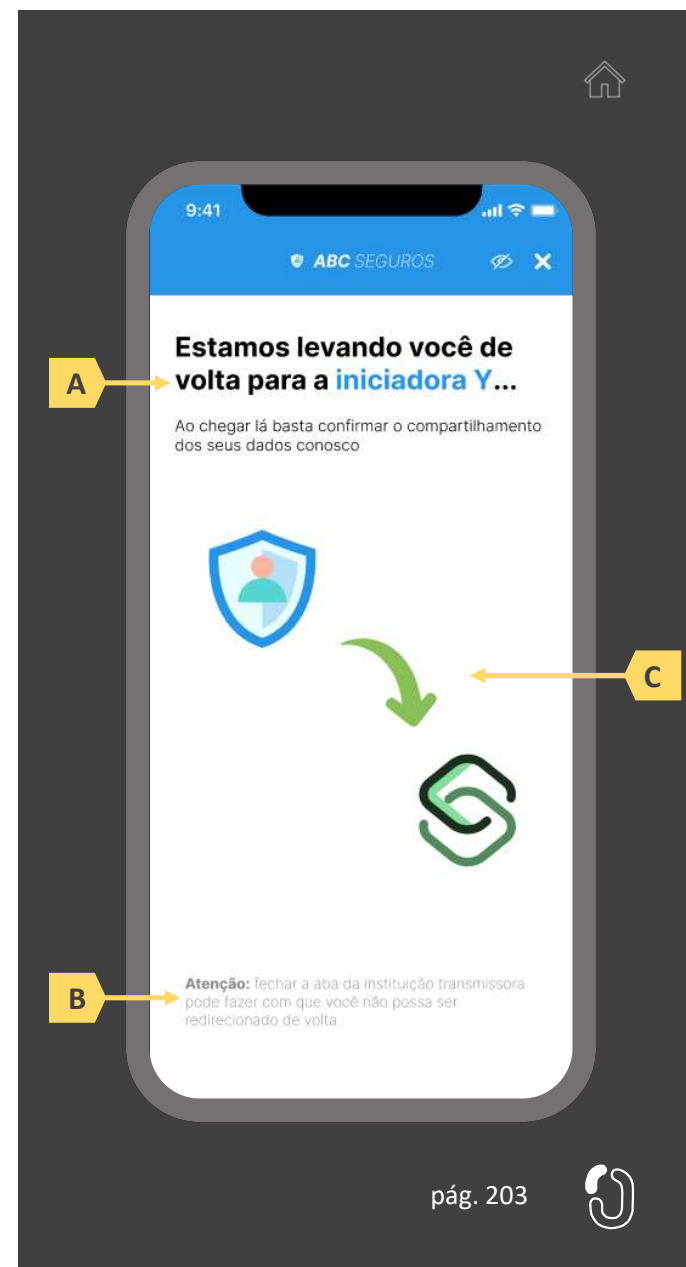 9:41
ABC SEGUROS
Estamos levando você de
A
volta para a iniciadora Y...
Ao chegar lá basta confirmar o compartilhamento
dos seus dados conosco
C
Atenção: fechar a aba da instituição transmissora
B
pode fazer com que você não possa ser
redirecionado de volta
pág. 203